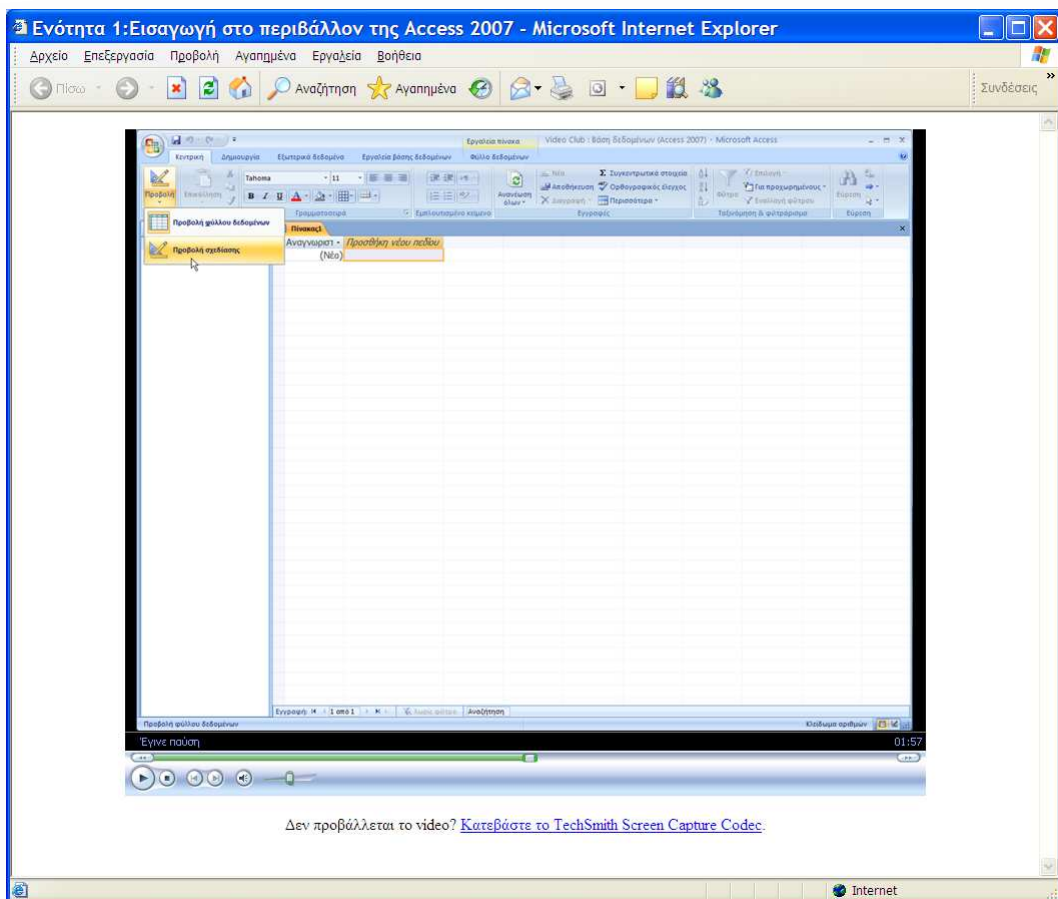 Ενότητα 1:Εισαγωγή στο περιβάλλον της Access 2007 - Microsoft Internet Explorer
Αρχείο Επεξεργασία Προβολή Αγαπημένα Εργαλεία Βοήθεια
Πίσω Αναζήτηση Αγαπημένα Συνδέσεις
Εργαλεία πίνακα Video Club : Βάση δεδομένων (Access 2007) - Microsoft Access
Κεντρική Δημιουργία Εξωτερικά δεδομένα Εργαλεία βάσης δεδομένων Φύλλο δεδομένων
Προβολή Επικόλληση Tahoma 11 B I U Ανανέωση όλων Νέα Αποθήκευση Διαγραφή Συγκεντρωτικά στοιχεία Ορθογραφικός έλεγχος Περισσότερα Φίλτρο Επιλογή Για προχωρημένους Εναλλαγή φίλτρου Εύρεση
Γραμματοσειρά Εμπλουτισμένο κείμενο Εγγραφές Ταξινόμηση & φιλτράρισμα Εύρεση
Προβολή φύλλου δεδομένων
Προβολή σχεδίασης
Πίνακας1
Αναγνωριστ Προσθήκη νέου πεδίου
(Νέο)
Εγγραφή: 1 από 1 Χωρίς φίλτρο Αναζήτηση
Προβολή φύλλου δεδομένων Κλείδωμα αριθμών
Έγινε παύση 01:57
Δεν προβάλλεται το video? Κατεβάστε το TechSmith Screen Capture Codec.
Internet